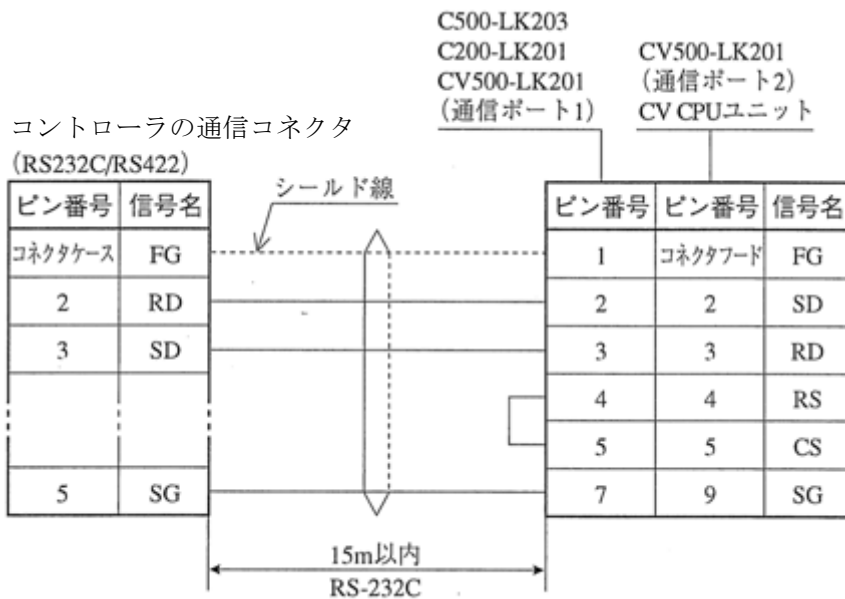 C500-LK203
C200-LK201
CV500-LK201
(通信ポート1)
CV500-LK201
(通信ポート2)
CV CPUユニット
コントローラの通信コネクタ
(RS232C/RS422)
シールド線
ピン番号 信号名
コネクタケース FG
2 RD
3 SD
5 SG
ピン番号 ピン番号 信号名
1 コネクタフード FG
2 2 SD
3 3 RD
4 4 RS
5 5 CS
7 9 SG
15m以内
RS-232C